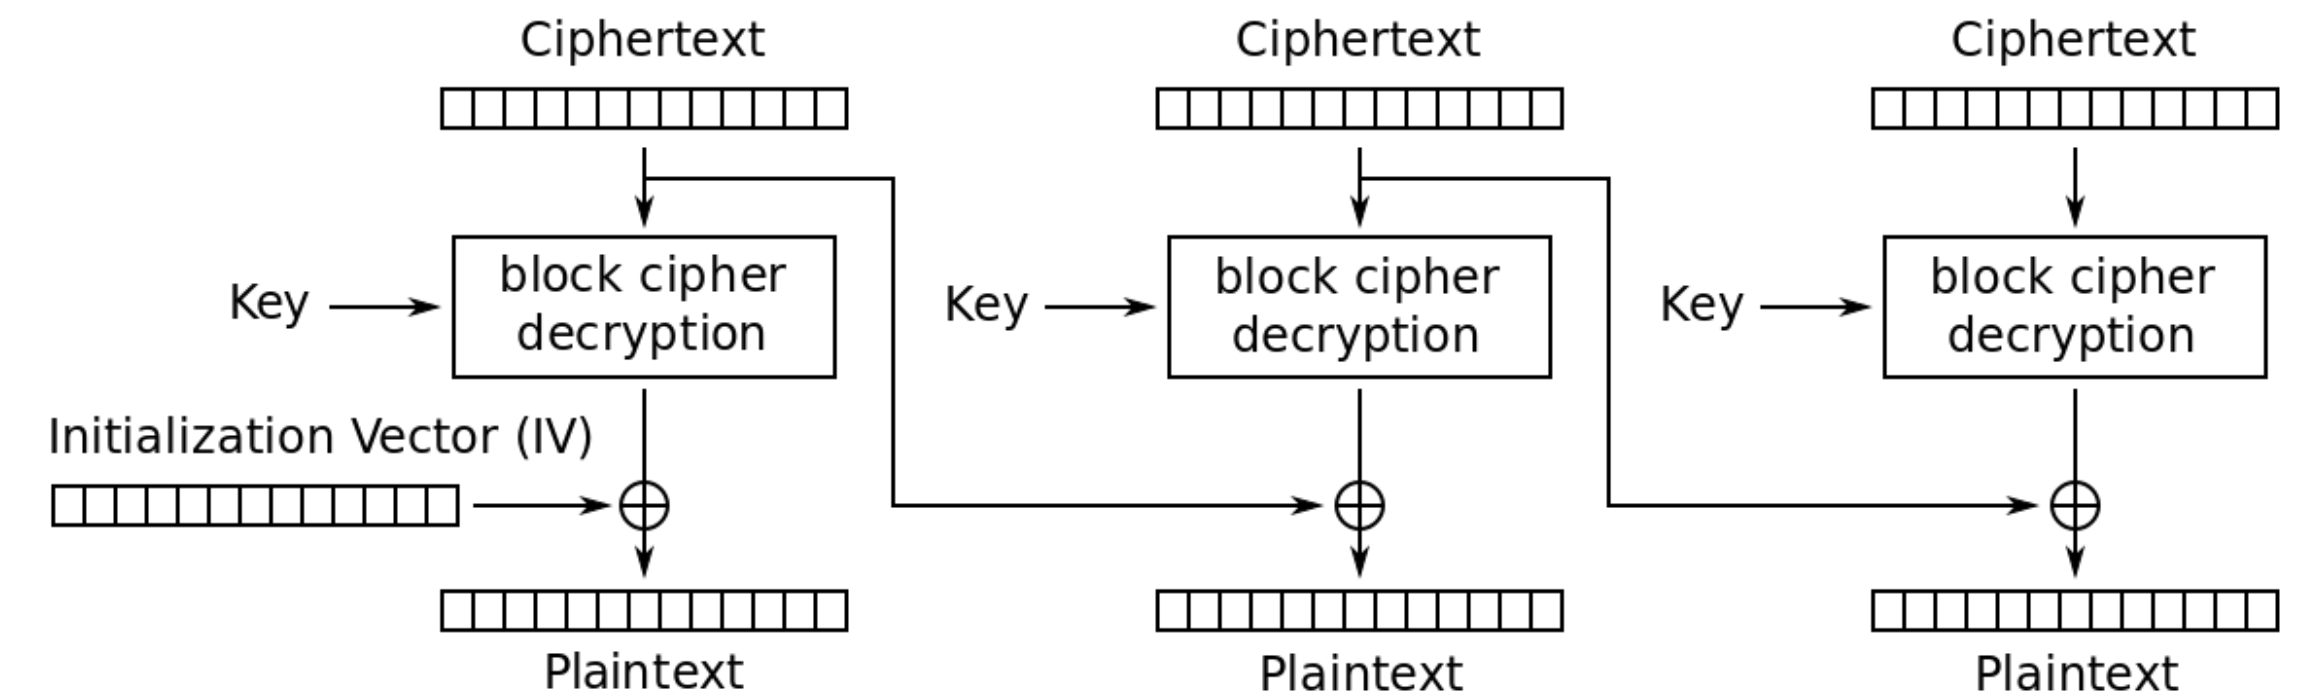 Ciphertext
Ciphertext
Ciphertext
Key
block cipher
decryption
Key
block cipher
decryption
Key
block cipher
decryption
Initialization Vector (IV)
Plaintext
Plaintext
Plaintext